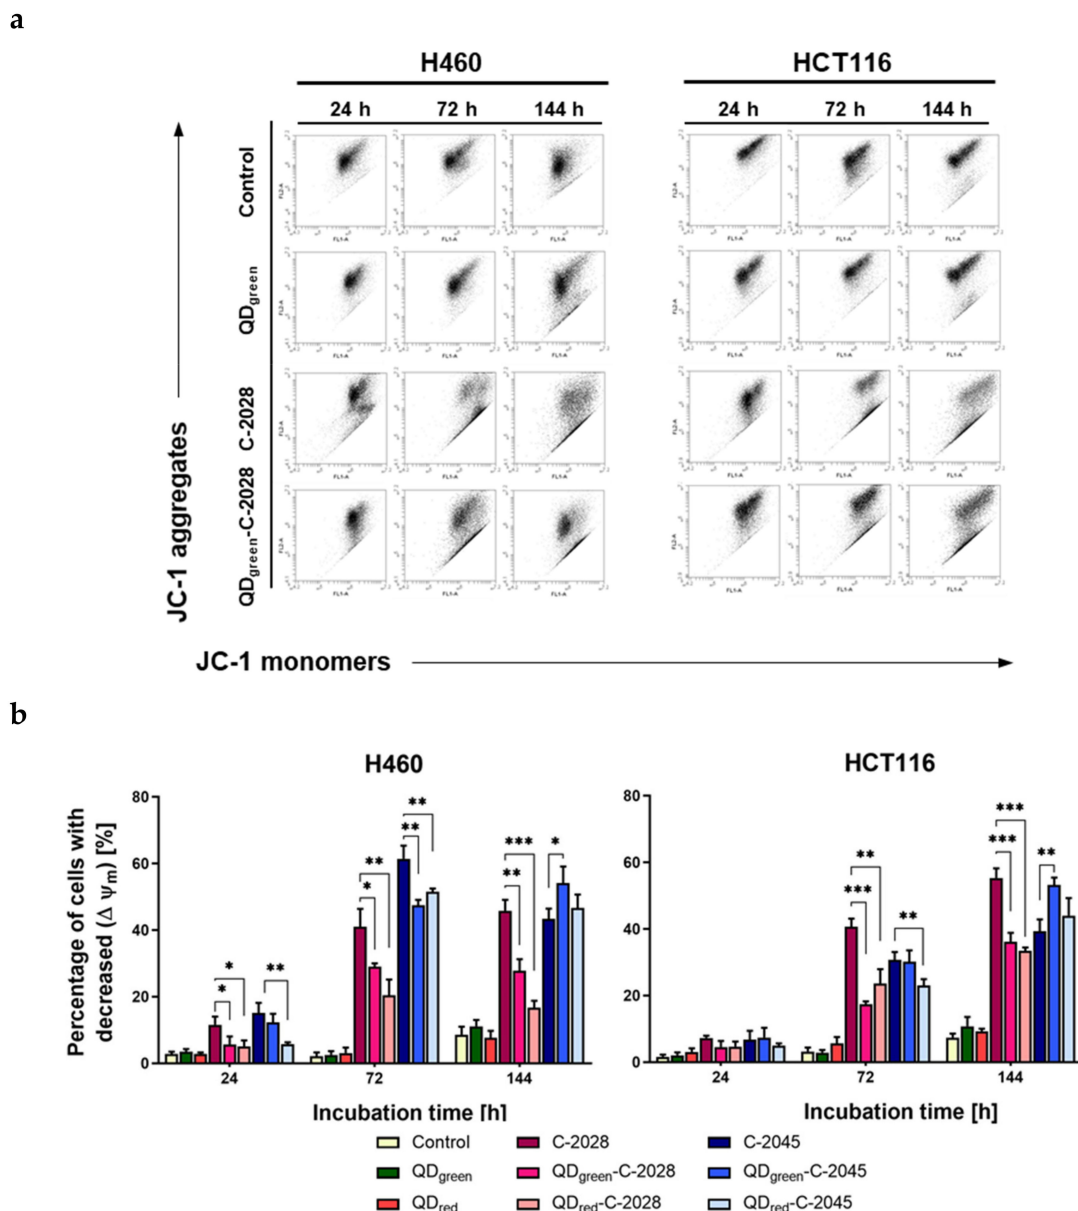 a
H460
HCT116
24 h
72 h
144 h
24 h
72 h
144 h
Control
QDgreen
C-2028
QDgreen-C-2028
FL2-A
FL1-A
JC-1 aggregates
JC-1 monomers
b
H460
HCT116
Percentage of cells with
decreased (Δ ψm) [%]
80
60
40
20
0
* * **
* ** ** **
** *** *
24
72
144
Incubation time [h]
80
60
40
20
0
*** ** **
*** *** **
24
72
144
Incubation time [h]
Control
C-2028
C-2045
QDgreen
QDgreen-C-2028
QDgreen-C-2045
QDred
QDred-C-2028
QDred-C-2045